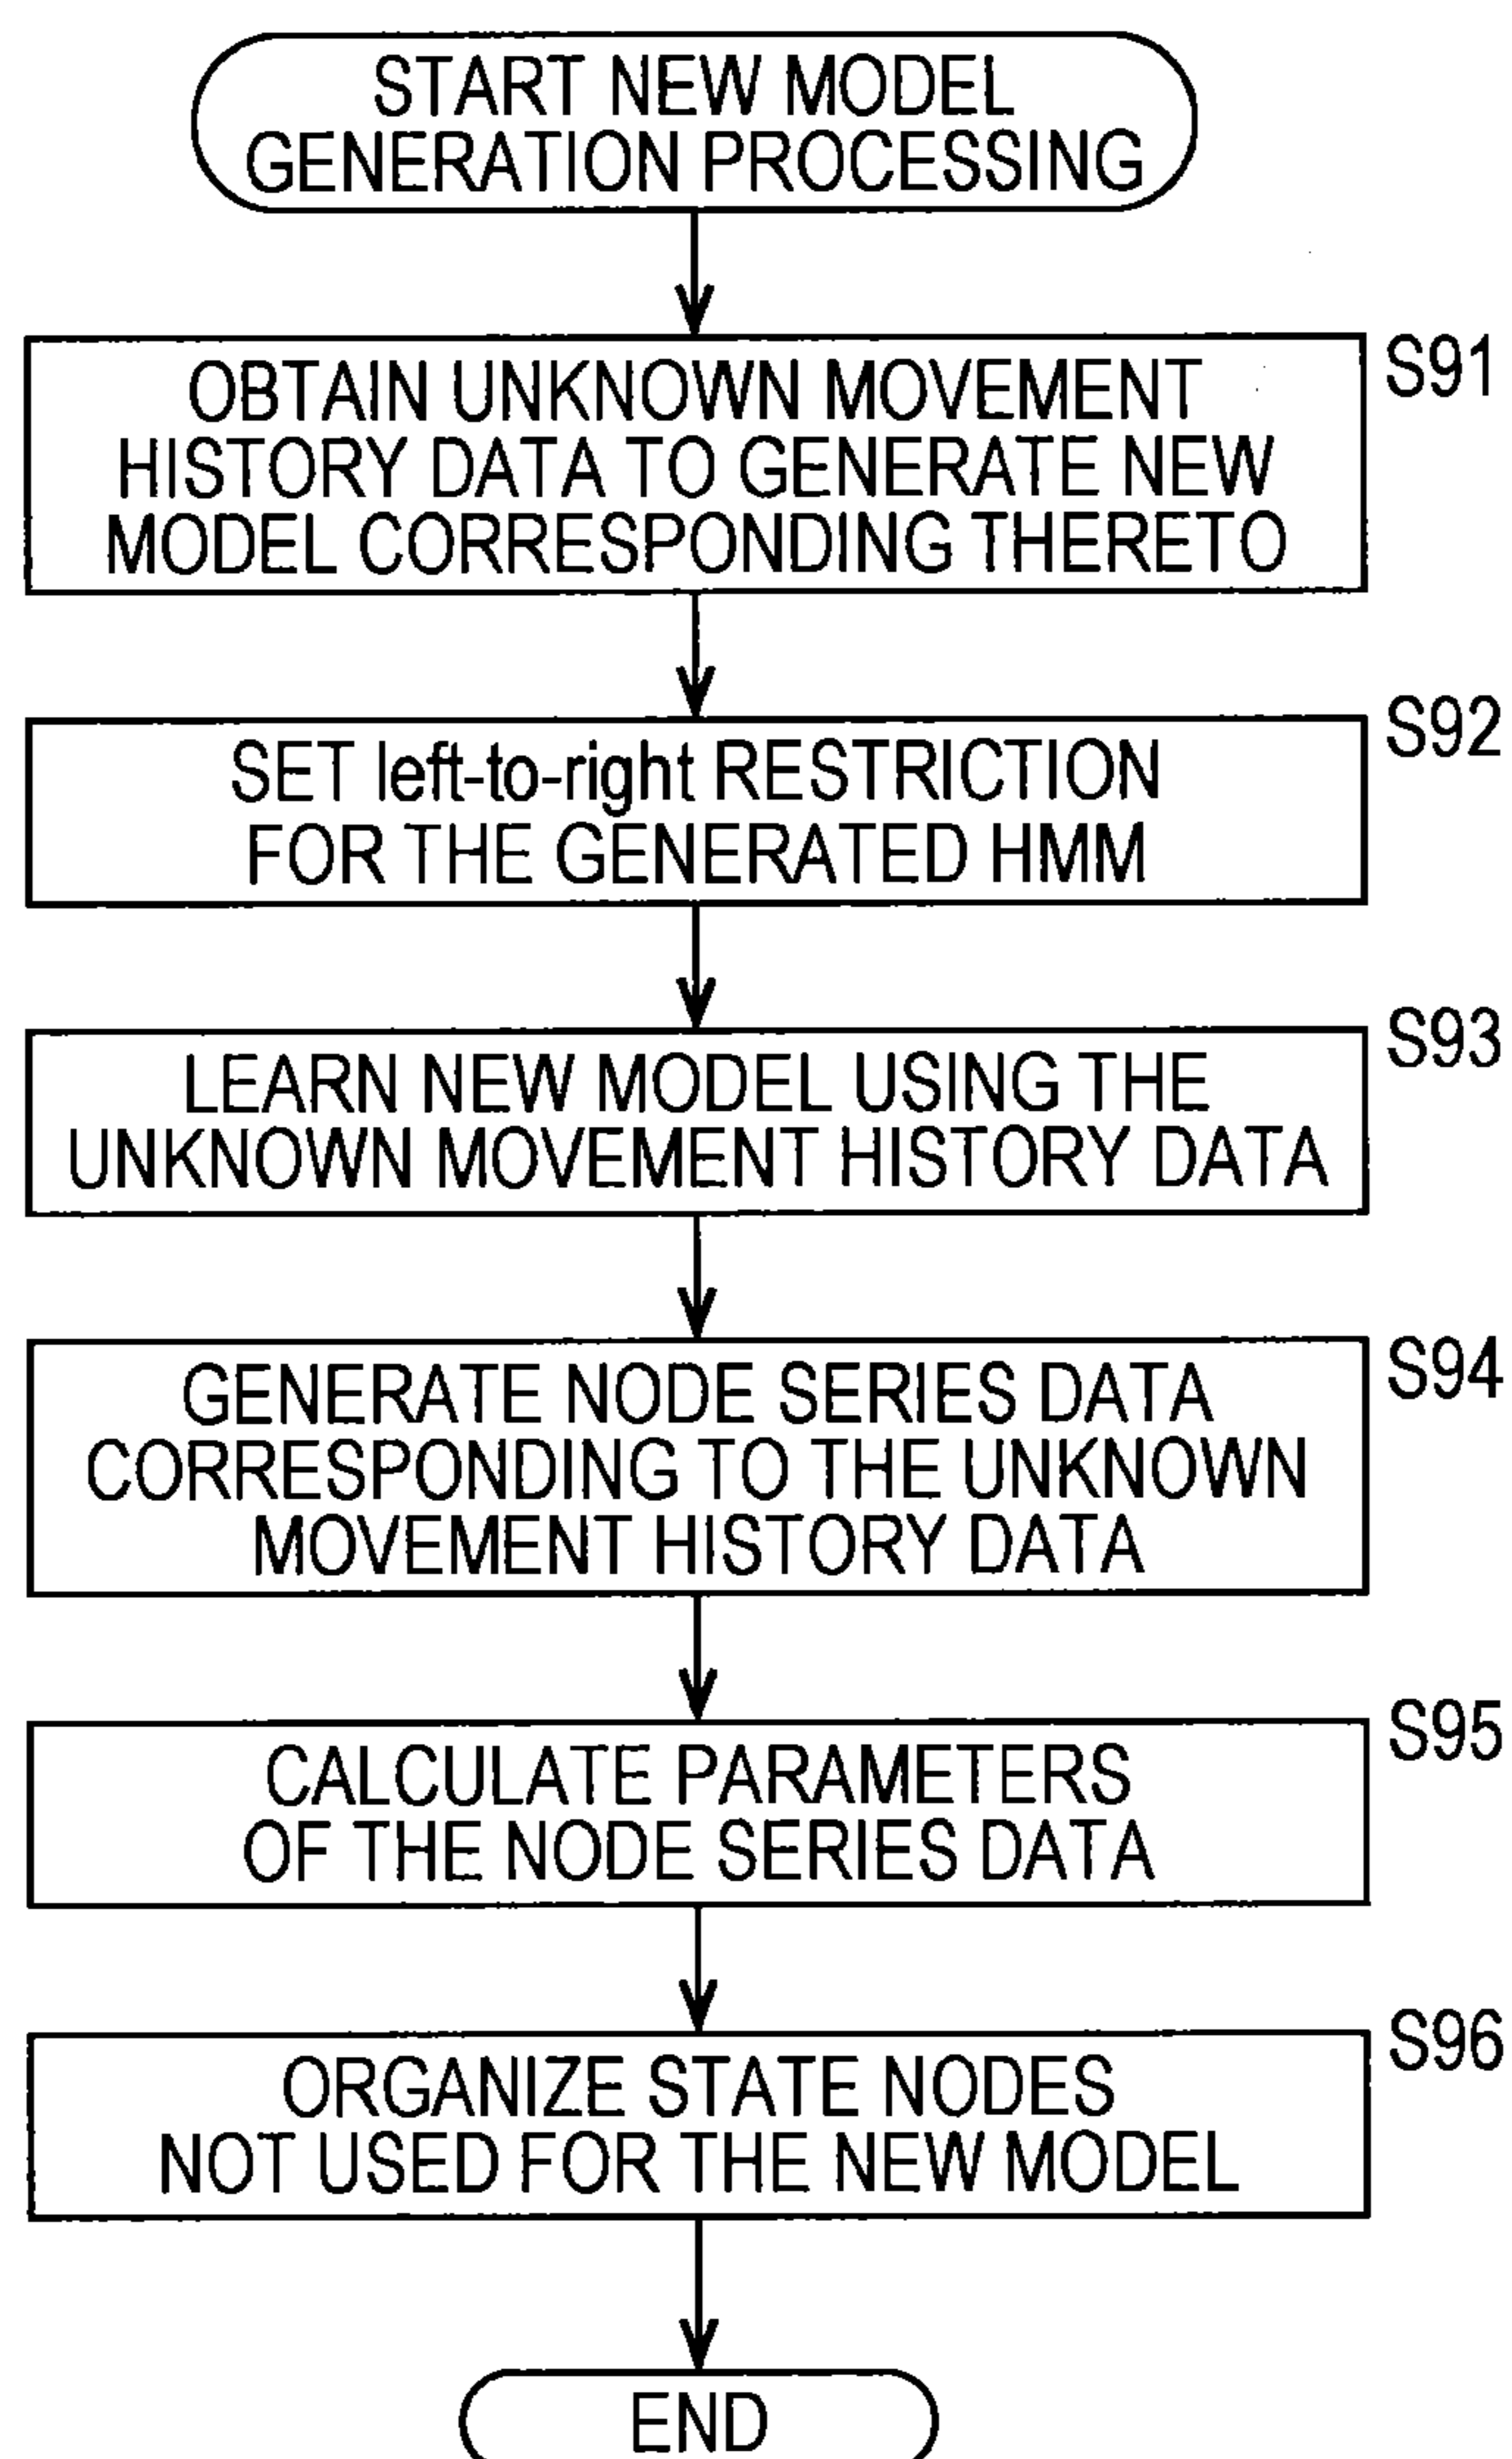 START NEW MODEL
GENERATION PROCESSING
S91
OBTAIN UNKNOWN MOVEMENT
HISTORY DATA TO GENERATE NEW
MODEL CORRESPONDING THERETO
S92
SET left-to-right RESTRICTION
FOR THE GENERATED HMM
S93
LEARN NEW MODEL USING THE
UNKNOWN MOVEMENT HISTORY DATA
S94
GENERATE NODE SERIES DATA
CORRESPONDING TO THE UNKNOWN
MOVEMENT HISTORY DATA
S95
CALCULATE PARAMETERS
OF THE NODE SERIES DATA
S96
ORGANIZE STATE NODES
NOT USED FOR THE NEW MODEL
END